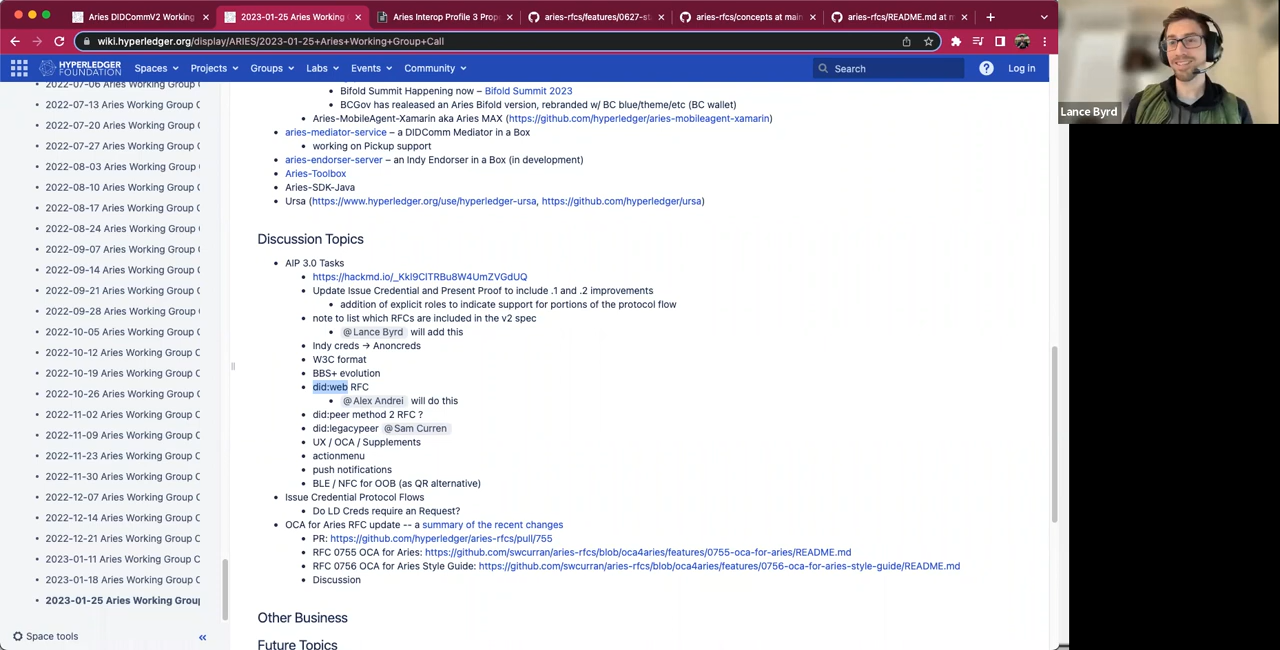 Aries DIDCommV2 Working
2023-01-25 Aries Working G
Aries Interop Profile 3 Prop
aries-rfcs/features/0627-st
aries-rfcs/concepts at main
aries-rfcs/README.md at m
wiki.hyperledger.org/display/ARIES/2023-01-25+Aries+Working+Group+Call
HYPERLEDGER
FOUNDATION
Spaces
Projects
Groups
Labs
Events
Community
Search
Log in
2022-07-06 Aries Working Group C
2022-07-13 Aries Working Group C
2022-07-20 Aries Working Group C
2022-07-27 Aries Working Group C
2022-08-03 Aries Working Group C
2022-08-10 Aries Working Group C
2022-08-17 Aries Working Group C
2022-08-24 Aries Working Group C
2022-09-07 Aries Working Group C
2022-09-14 Aries Working Group C
2022-09-21 Aries Working Group C
2022-09-28 Aries Working Group C
2022-10-05 Aries Working Group C
2022-10-12 Aries Working Group C
2022-10-19 Aries Working Group C
2022-10-26 Aries Working Group C
2022-11-02 Aries Working Group C
2022-11-09 Aries Working Group C
2022-11-23 Aries Working Group C
2022-11-30 Aries Working Group C
2022-12-07 Aries Working Group C
2022-12-14 Aries Working Group C
2022-12-21 Aries Working Group C
2023-01-11 Aries Working Group C
2023-01-18 Aries Working Group C
2023-01-25 Aries Working Group
Space tools
Bifold Summit Happening now – Bifold Summit 2023
BCGov has realeased an Aries Bifold version, rebranded w/ BC blue/theme/etc (BC wallet)
Aries-MobileAgent-Xamarin aka Aries MAX (https://github.com/hyperledger/aries-mobileagent-xamarin)
aries-mediator-service – a DIDComm Mediator in a Box
working on Pickup support
aries-endorser-server – an Indy Endorser in a Box (in development)
Aries-Toolbox
Aries-SDK-Java
Ursa (https://www.hyperledger.org/use/hyperledger-ursa, https://github.com/hyperledger/ursa)
Discussion Topics
AIP 3.0 Tasks
https://hackmd.io/_Kkl9ClTRBu8W4UmZVGdUQ
Update Issue Credential and Present Proof to include .1 and .2 improvements
addition of explicit roles to indicate support for portions of the protocol flow
note to list which RFCs are included in the v2 spec
@Lance Byrd will add this
Indy creds → Anoncreds
W3C format
BBS+ evolution
did:web RFC
@Alex Andrei will do this
did:peer method 2 RFC ?
did:legacypeer @Sam Curren
UX / OCA / Supplements
actionmenu
push notifications
BLE / NFC for OOB (as QR alternative)
Issue Credential Protocol Flows
Do LD Creds require an Request?
OCA for Aries RFC update -- a summary of the recent changes
PR: https://github.com/hyperledger/aries-rfcs/pull/755
RFC 0755 OCA for Aries: https://github.com/swcurran/aries-rfcs/blob/oca4aries/features/0755-oca-for-aries/README.md
RFC 0756 OCA for Aries Style Guide: https://github.com/swcurran/aries-rfcs/blob/oca4aries/features/0756-oca-for-aries-style-guide/README.md
Discussion
Other Business
Future Topics
Lance Byrd